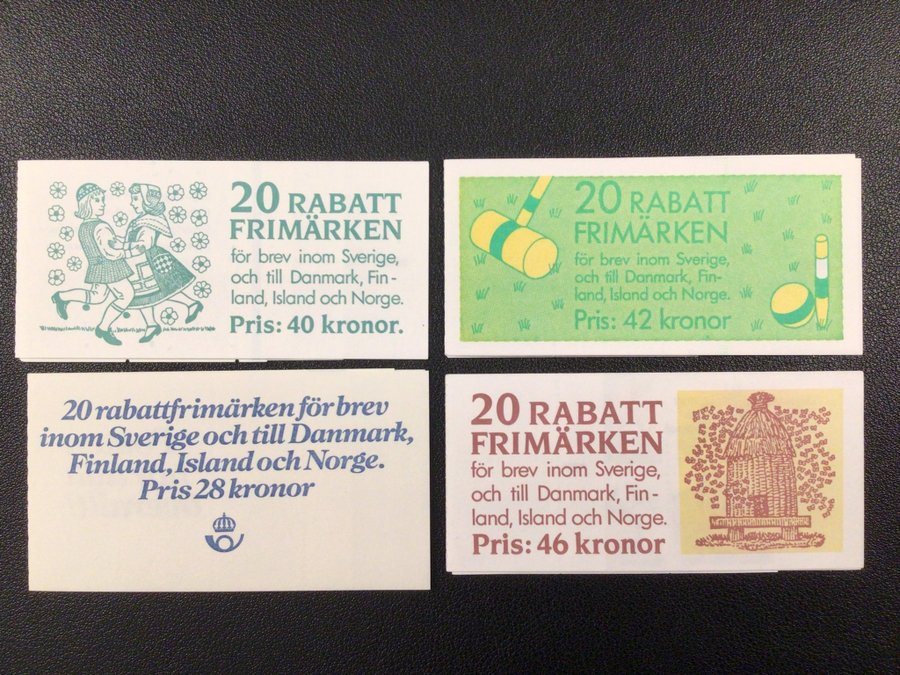 20 RABATT
FRIMÄRKEN
för brev inom Sverige,
och till Danmark, Fin-
land, Island och Norge.
Pris: 40 kronor.
20 RABATT
FRIMÄRKEN
för brev inom Sverige,
och till Danmark, Fin-
land, Island och Norge.
Pris: 42 kronor
20 rabattfrimärken för brev
inom Sverige och till Danmark,
Finland, Island och Norge.
Pris 28 kronor
20 RABATT
FRIMÄRKEN
för brev inom Sverige,
och till Danmark, Fin-
land, Island och Norge.
Pris: 46 kronor